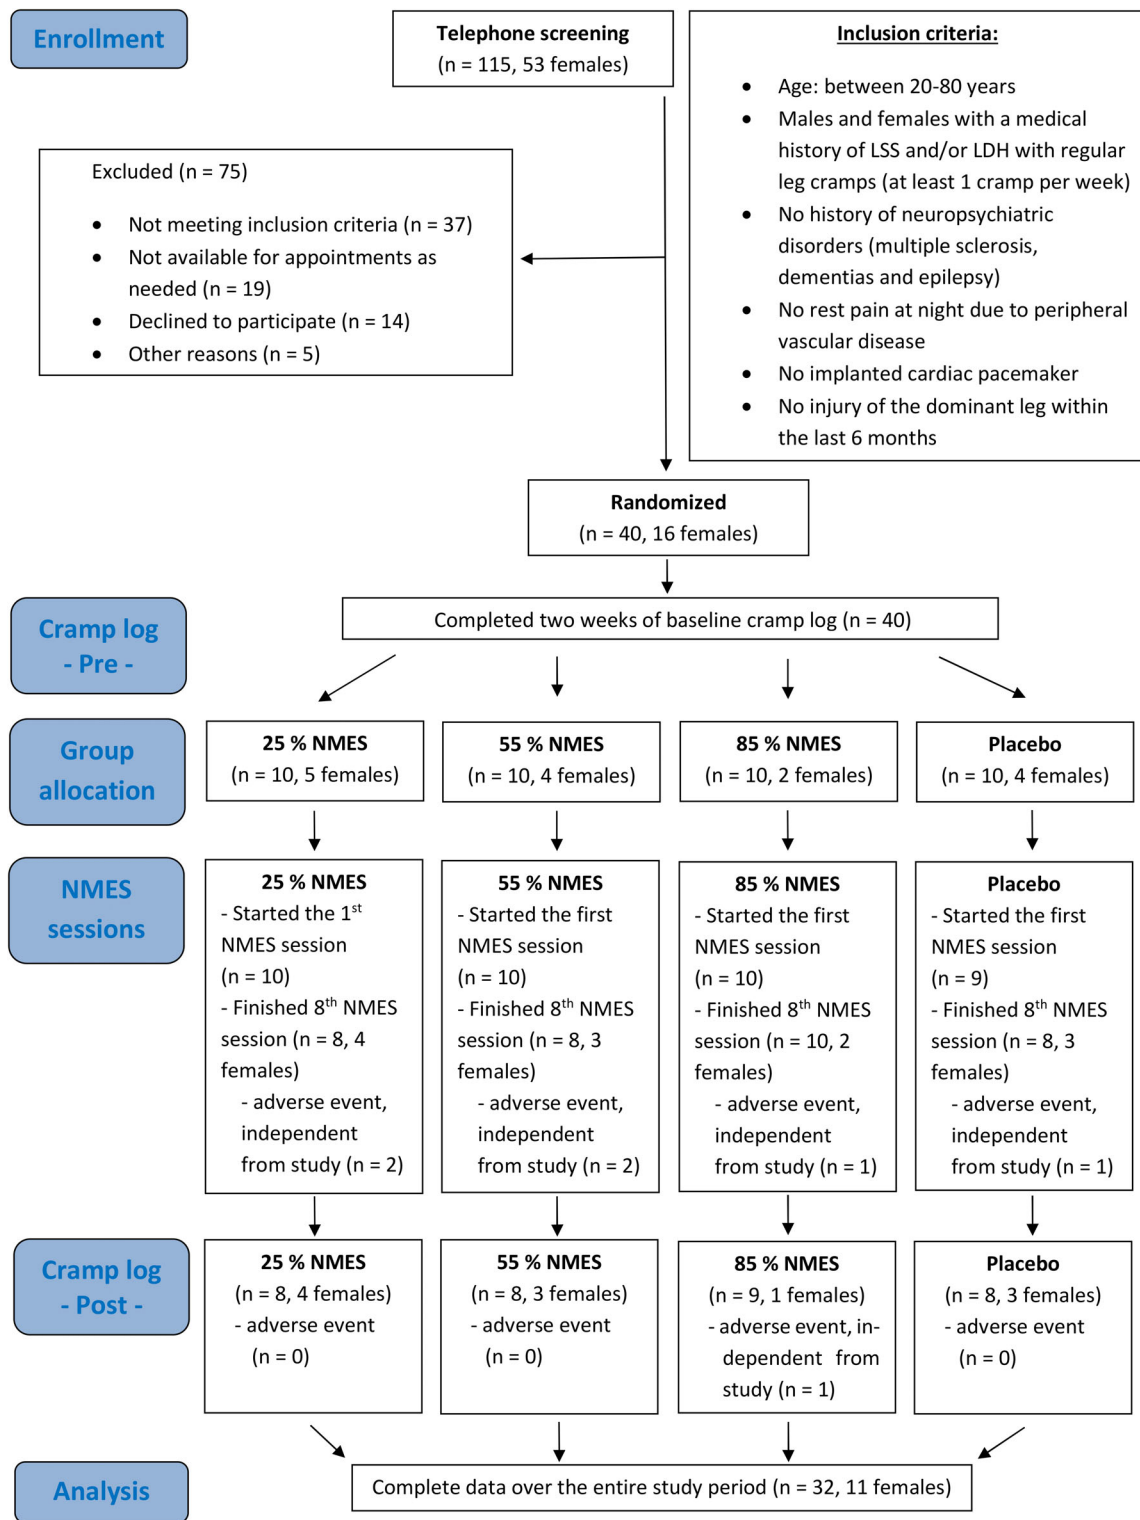 Enrollment
Telephone screening
(n = 115, 53 females)
Inclusion criteria:
• Age: between 20-80 years
• Males and females with a medical
history of LSS and/or LDH with regular
leg cramps (at least 1 cramp per week)
• No history of neuropsychiatric
disorders (multiple sclerosis,
dementias and epilepsy)
• No rest pain at night due to peripheral
vascular disease
• No implanted cardiac pacemaker
• No injury of the dominant leg within
the last 6 months
Excluded (n = 75)
• Not meeting inclusion criteria (n = 37)
• Not available for appointments as
needed (n = 19)
• Declined to participate (n = 14)
• Other reasons (n = 5)
Randomized
(n = 40, 16 females)
Cramp log
- Pre -
Completed two weeks of baseline cramp log (n = 40)
Group
allocation
25 % NMES
(n = 10, 5 females)
55 % NMES
(n = 10, 4 females)
85 % NMES
(n = 10, 2 females)
Placebo
(n = 10, 4 females)
NMES
sessions
25 % NMES
- Started the 1st
NMES session
(n = 10)
- Finished 8th NMES
session (n = 8, 4
females)
- adverse event,
independent
from study (n = 2)
55 % NMES
- Started the first
NMES session
(n = 10)
- Finished 8th NMES
session (n = 8, 3
females)
- adverse event,
independent
from study (n = 2)
85 % NMES
- Started the first
NMES session
(n = 10)
- Finished 8th NMES
session (n = 10, 2
females)
- adverse event,
independent
from study (n = 1)
Placebo
- Started the first
NMES session
(n = 9)
- Finished 8th NMES
session (n = 8, 3
females)
- adverse event,
independent
from study (n = 1)
Cramp log
- Post -
25 % NMES
(n = 8, 4 females)
- adverse event
(n = 0)
55 % NMES
(n = 8, 3 females)
- adverse event
(n = 0)
85 % NMES
(n = 9, 1 females)
- adverse event, in-
dependent from
study (n = 1)
Placebo
(n = 8, 3 females)
- adverse event
(n = 0)
Analysis
Complete data over the entire study period (n = 32, 11 females)